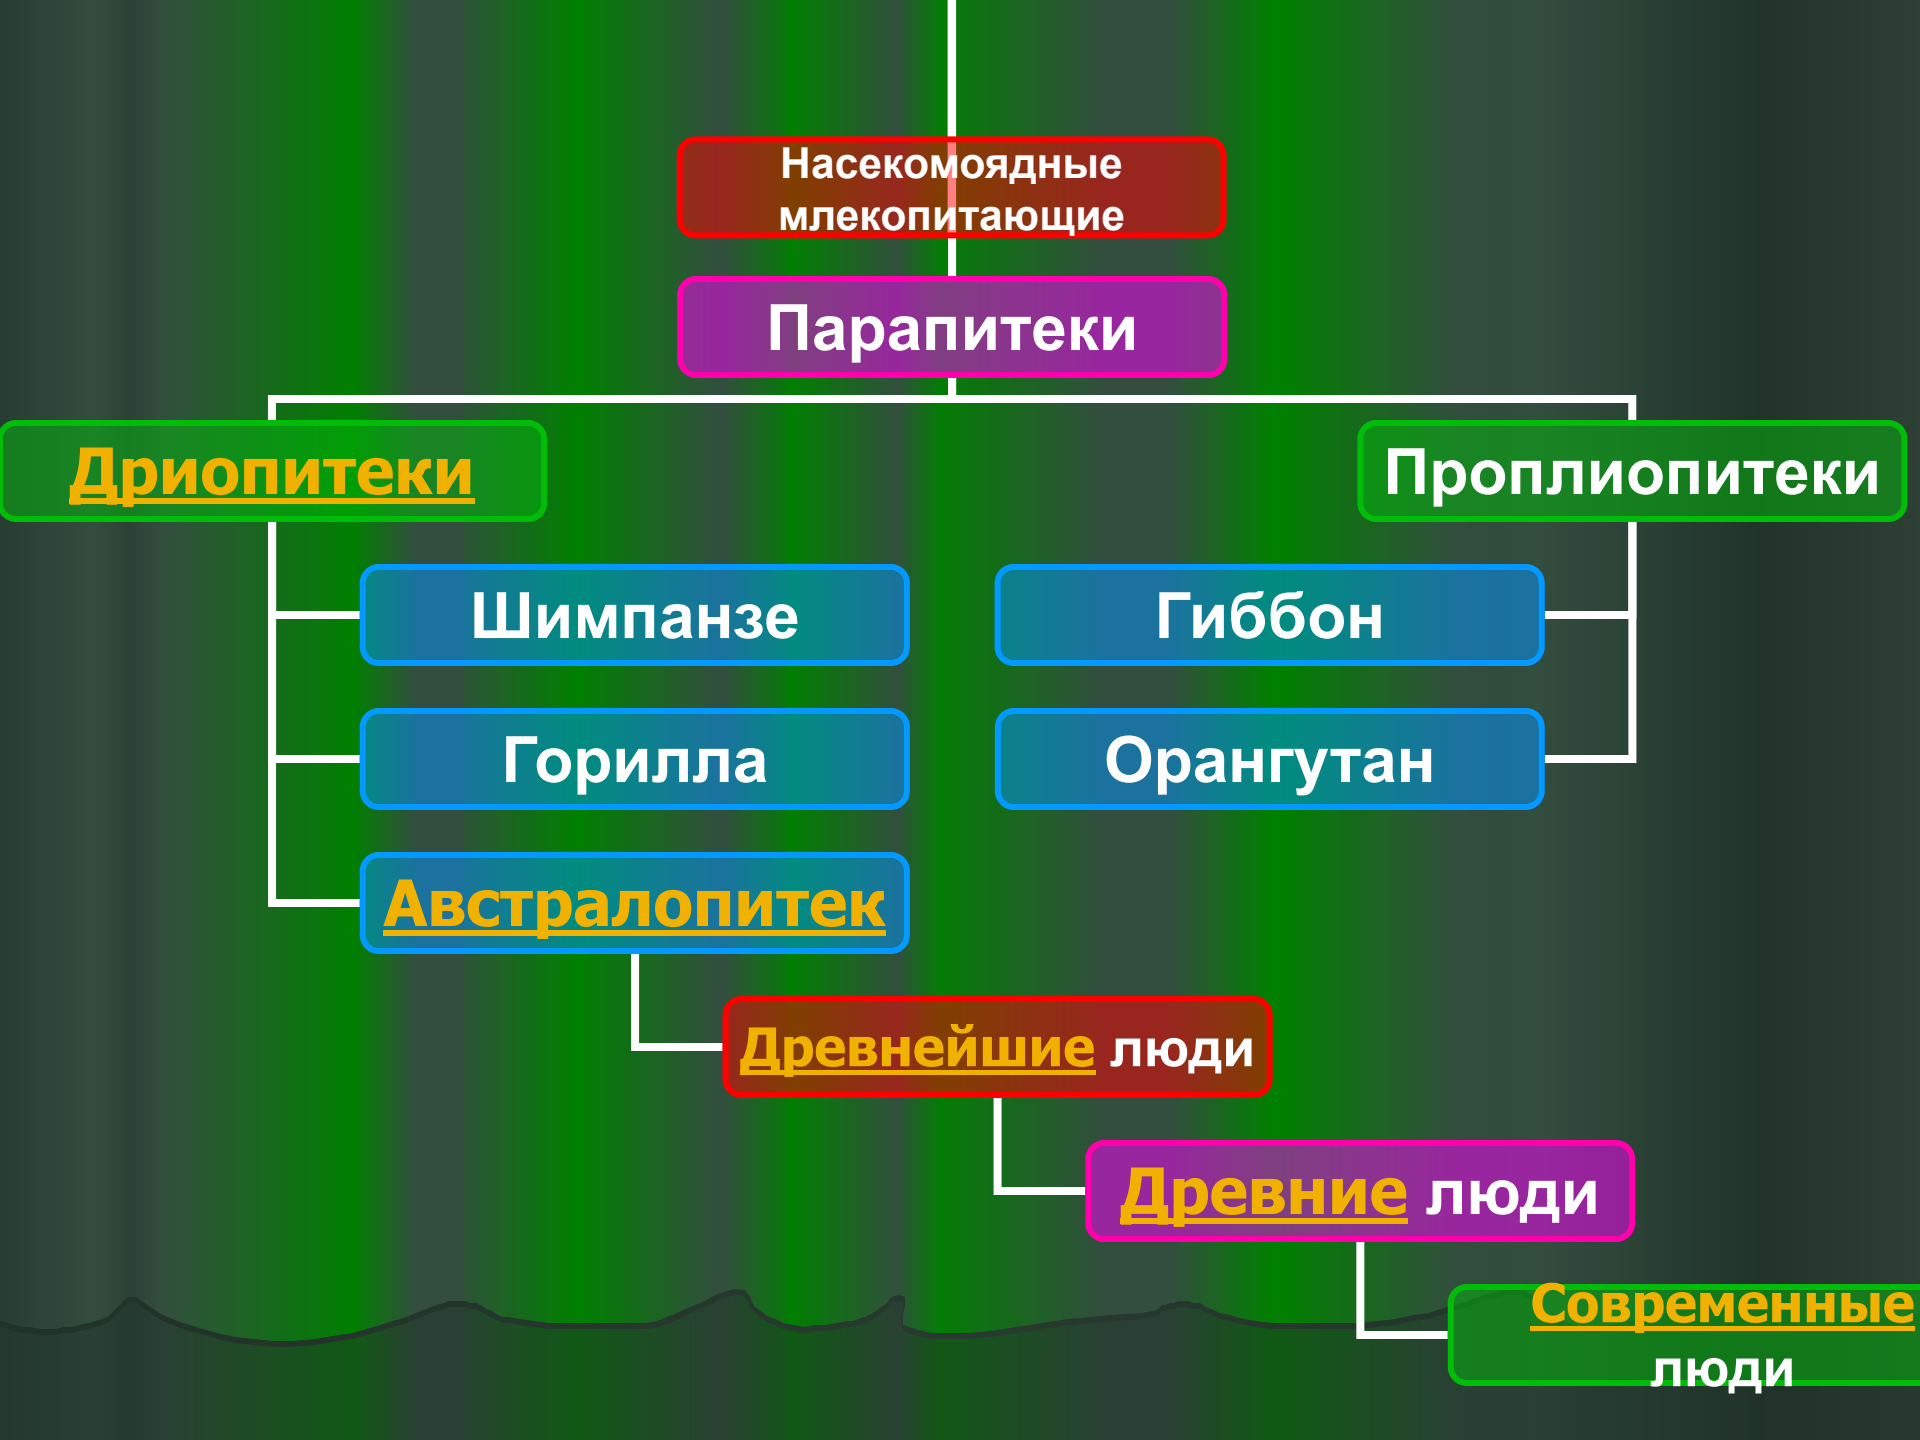 Насекомоядные
млекопитающие
Парапитеки
Дриопитеки
Проплиопитеки
Шимпанзе
Гиббон
Горилла
Орангутан
Австралопитек
Древнейшие люди
Древние люди
Современные
люди